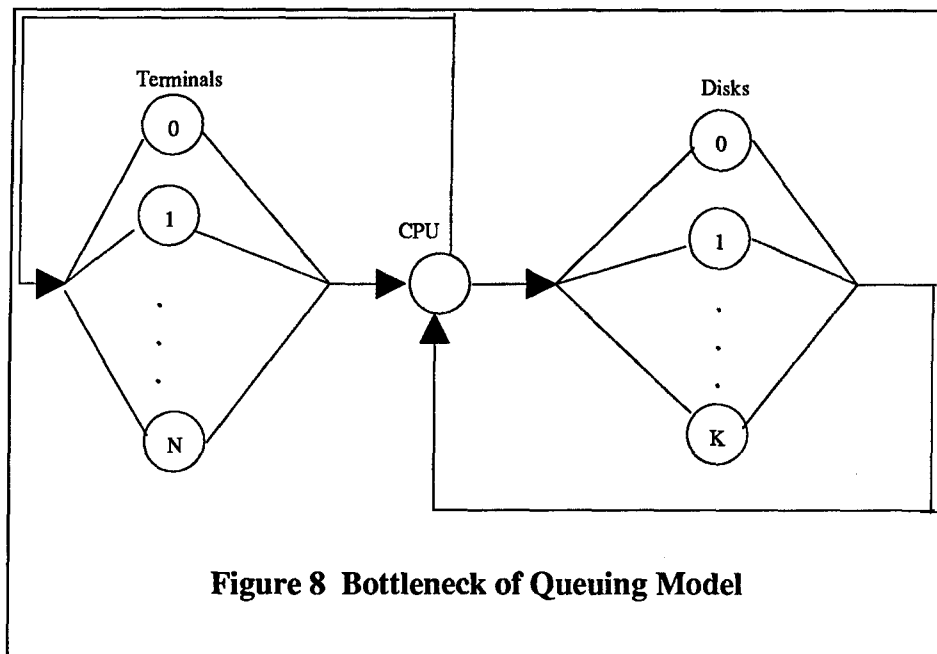 Terminals
Disks
0
0
1
1
CPU
N
K
Figure 8 Bottleneck of Queuing Model